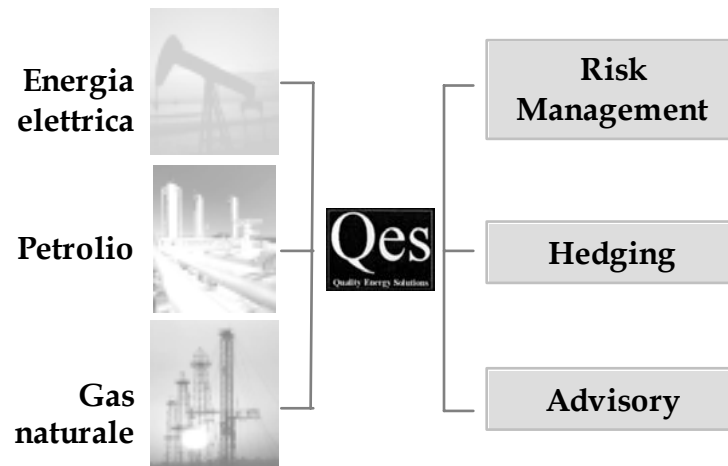 Energia
elettrica
Petrolio
Gas
naturale
Qes
Quality Energy Solutions
Risk
Management
Hedging
Advisory